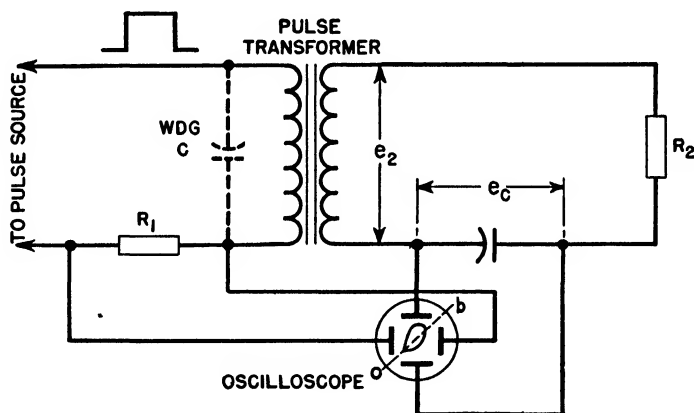 PULSE
TRANSFORMER
TO PULSE SOURCE
WDG
C
e2
R2
ec
R1
b
o
OSCILLOSCOPE